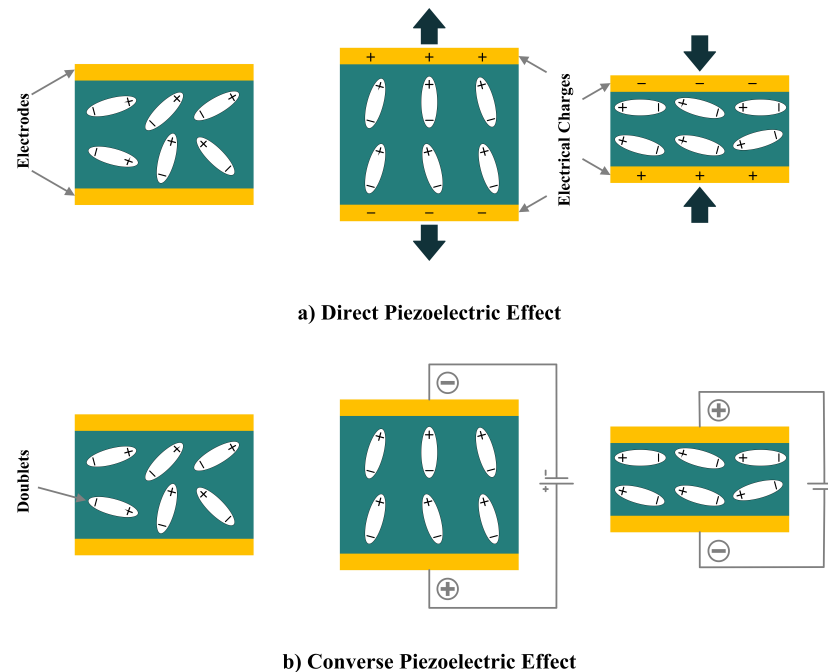 Electrodes
+ + +
− − −
Electrical Charges
− − −
+ + +
a) Direct Piezoelectric Effect
Doublets
−
+
- +
+
−
b) Converse Piezoelectric Effect